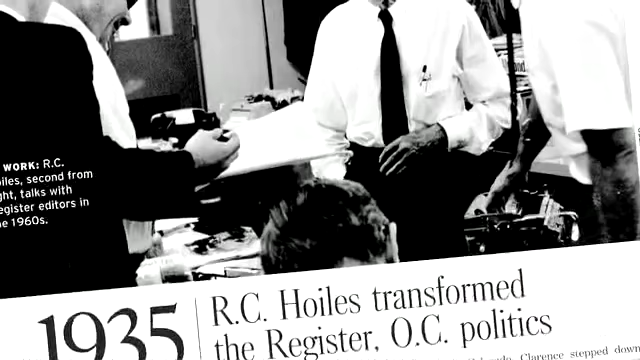 WORK: R.C.
iles, second from
ght, talks with
egister editors in
e 1960s.
1935
R.C. Hoiles transformed
the Register, O.C. politics
Clarence stepped down